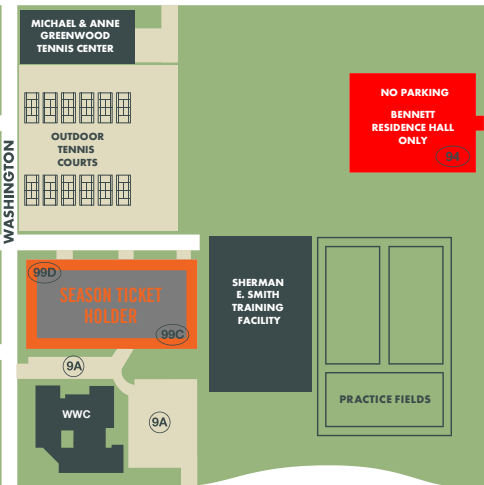 MICHAEL & ANNE
GREENWOOD
TENNIS CENTER
NO PARKING
BENNETT
RESIDENCE HALL
ONLY
94
OUTDOOR
TENNIS
COURTS
WASHINGTON
99D
SEASON TICKET
HOLDER
99C
SHERMAN
E. SMITH
TRAINING
FACILITY
9A
WWC
9A
PRACTICE FIELDS